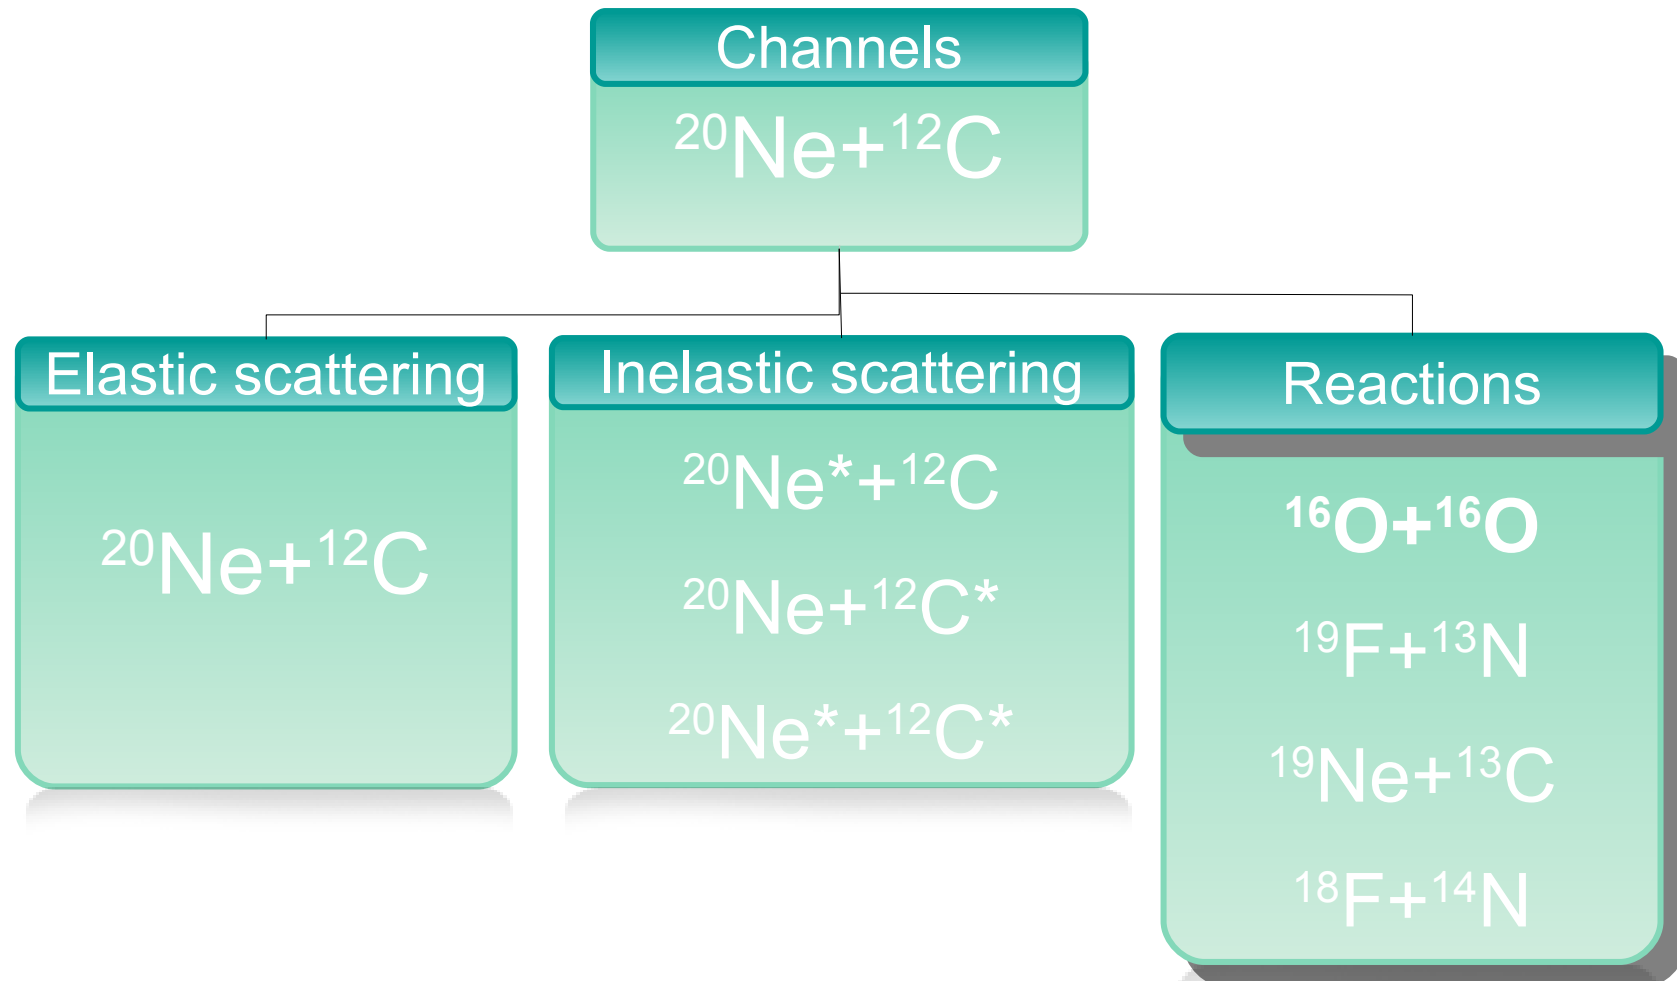 Channels
²⁰Ne+¹²C
Elastic scattering
²⁰Ne+¹²C
Inelastic scattering
²⁰Ne*+¹²C
²⁰Ne+¹²C*
²⁰Ne*+¹²C*
Reactions
¹⁶O+¹⁶O
¹⁹F+¹³N
¹⁹Ne+¹³C
¹⁸F+¹⁴N